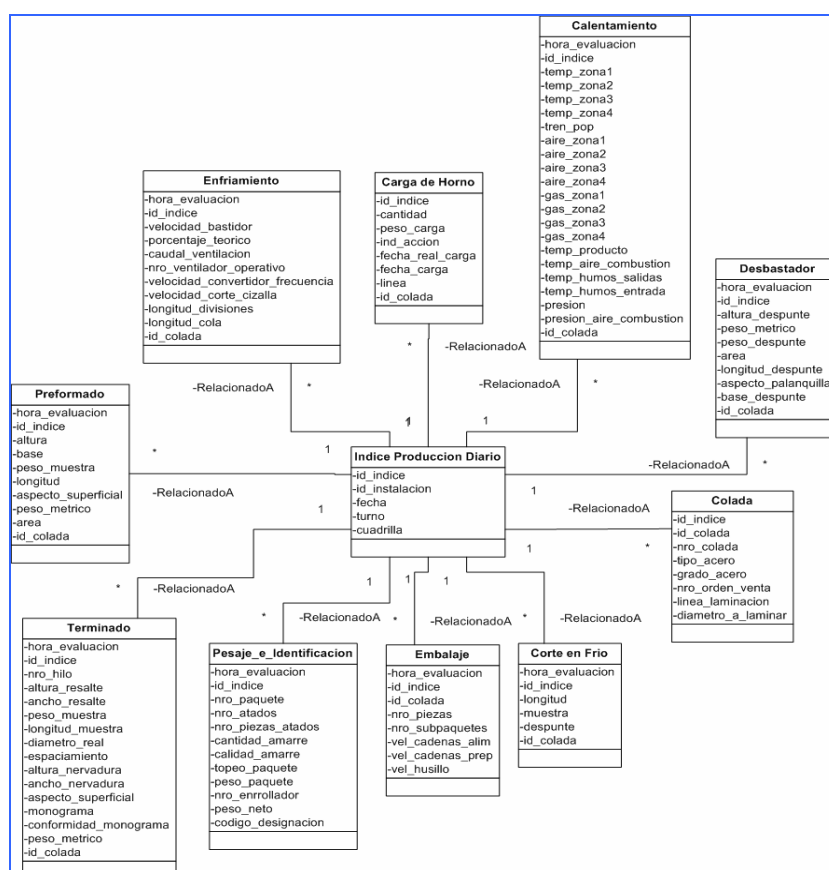 Calentamiento
-hora_evaluacion
-id_indice
-temp_zona1
-temp_zona2
-temp_zona3
-temp_zona4
-tren_pop
-aire_zona1
-aire_zona2
-aire_zona3
-aire_zona4
-gas_zona1
-gas_zona2
-gas_zona3
-gas_zona4
-temp_producto
-temp_aire_combustion
-temp_humos_salidas
-temp_humos_entrada
-presion
-presion_aire_combustion
-id_colada
Enfriamiento
-hora_evaluacion
-id_indice
-velocidad_bastidor
-porcentaje_teorico
-caudal_ventilacion
-nro_ventilador_operativo
-velocidad_convertidor_frecuencia
-velocidad_corte_cizalla
-longitud_divisiones
-longitud_cola
-id_colada
Carga de Horno
-id_indice
-cantidad
-peso_carga
-ind_accion
-fecha_real_carga
-fecha_carga
-linea
-id_colada
Desbastador
-hora_evaluacion
-id_indice
-altura_despunte
-peso_metrico
-peso_despunte
-area
-longitud_despunte
-aspecto_palanquilla
-base_despunte
-id_colada
*
-RelacionadoA
-RelacionadoA
*
-RelacionadoA
*
Preformado
-hora_evaluacion
-id_indice
-altura
-base
-peso_muestra
-longitud
-aspecto_superficial
-peso_metrico
-area
-id_colada
1
1
1
1
*
-RelacionadoA
1
Indice Produccion Diario
-id_indice
-id_instalacion
-fecha
-turno
-cuadrilla
-RelacionadoA
*
1
Colada
-id_indice
-id_colada
-nro_colada
-tipo_acero
-grado_acero
-nro_orden_venta
-linea_laminacion
-diametro_a_laminar
-RelacionadoA
1
*
1
*
-RelacionadoA
1
1
1
*
-RelacionadoA
*
-RelacionadoA
*
-RelacionadoA
Terminado
-hora_evaluacion
-id_indice
-nro_hilo
-altura_resalte
-ancho_resalte
-peso_muestra
-longitud_muestra
-diametro_real
-espaciamiento
-altura_nervadura
-ancho_nervadura
-aspecto_superficial
-monograma
-conformidad_monograma
-peso_metrico
-id_colada
Pesaje_e_Identificacion
-hora_evaluacion
-id_indice
-nro_paquete
-nro_atados
-nro_piezas_atados
-cantidad_amarre
-calidad_amarre
-topeo_paquete
-peso_paquete
-nro_enrrollador
-peso_neto
-codigo_designacion
Embalaje
-hora_evaluacion
-id_indice
-id_colada
-nro_piezas
-nro_subpaquetes
-vel_cadenas_alim
-vel_cadenas_prep
-vel_husillo
Corte en Frio
-hora_evaluacion
-id_indice
-longitud
-muestra
-despunte
-id_colada